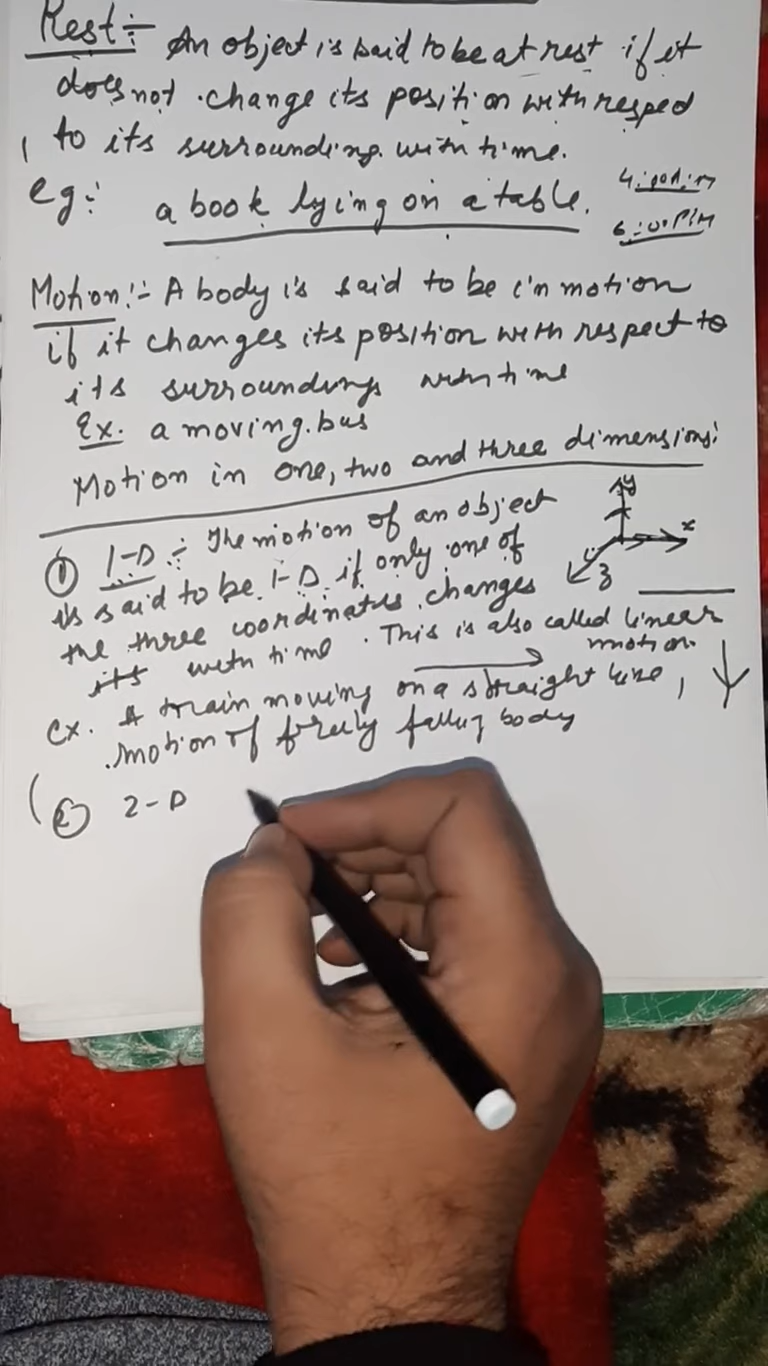 Rest:- An object is said to be at rest if it
does not change its position with respect
to its surrounding. with time.
eg:- a book lying on a table.
Motion:- A body is said to be in motion
if it changes its position with respect to
its surroundings with time
Ex. a moving bus
Motion in one, two and three dimensions:
① 1-D:- The motion of an object
is said to be 1-D if only one of
the three coordinates changes
its with time. This is also called linear
motion.
Ex. A train moving on a straight line,
motion of freely falling body
② 2-D
y
x
z